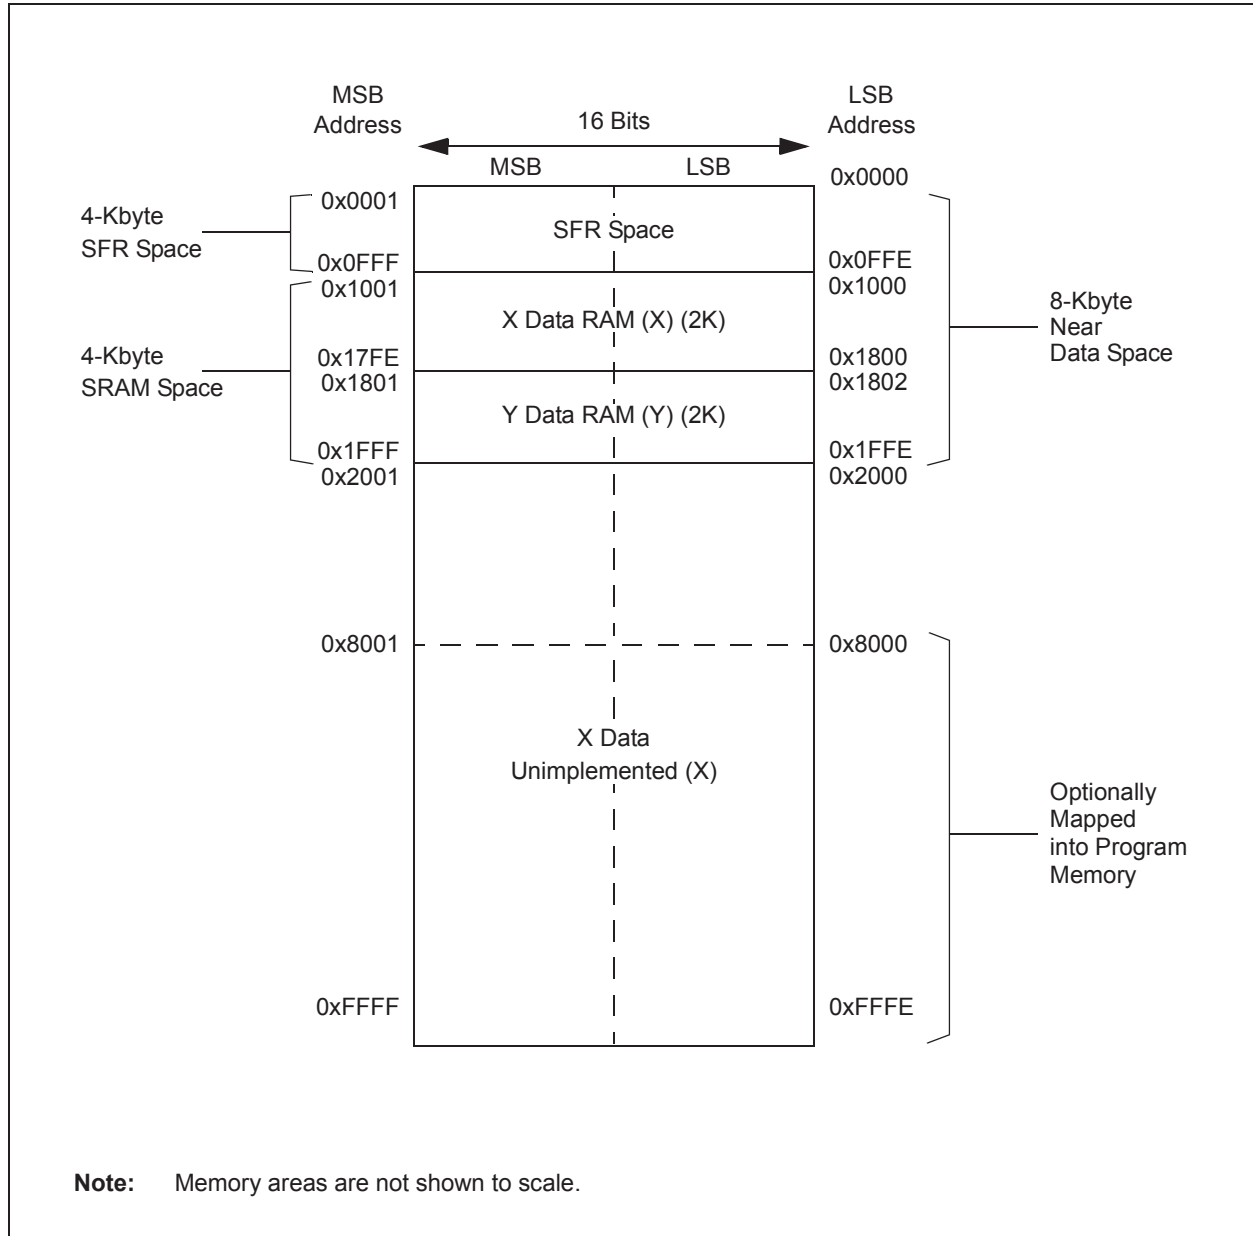 MSB
Address
16 Bits
LSB
Address
MSB
LSB
0x0000
0x0001
4-Kbyte
SFR Space
SFR Space
0x0FFF
0x0FFE
0x1001
0x1000
X Data RAM (X) (2K)
8-Kbyte
Near
Data Space
4-Kbyte
SRAM Space
0x17FE
0x1800
0x1801
0x1802
Y Data RAM (Y) (2K)
0x1FFF
0x1FFE
0x2001
0x2000
0x8001
0x8000
X Data
Unimplemented (X)
Optionally
Mapped
into Program
Memory
0xFFFF
0xFFFE
Note: Memory areas are not shown to scale.